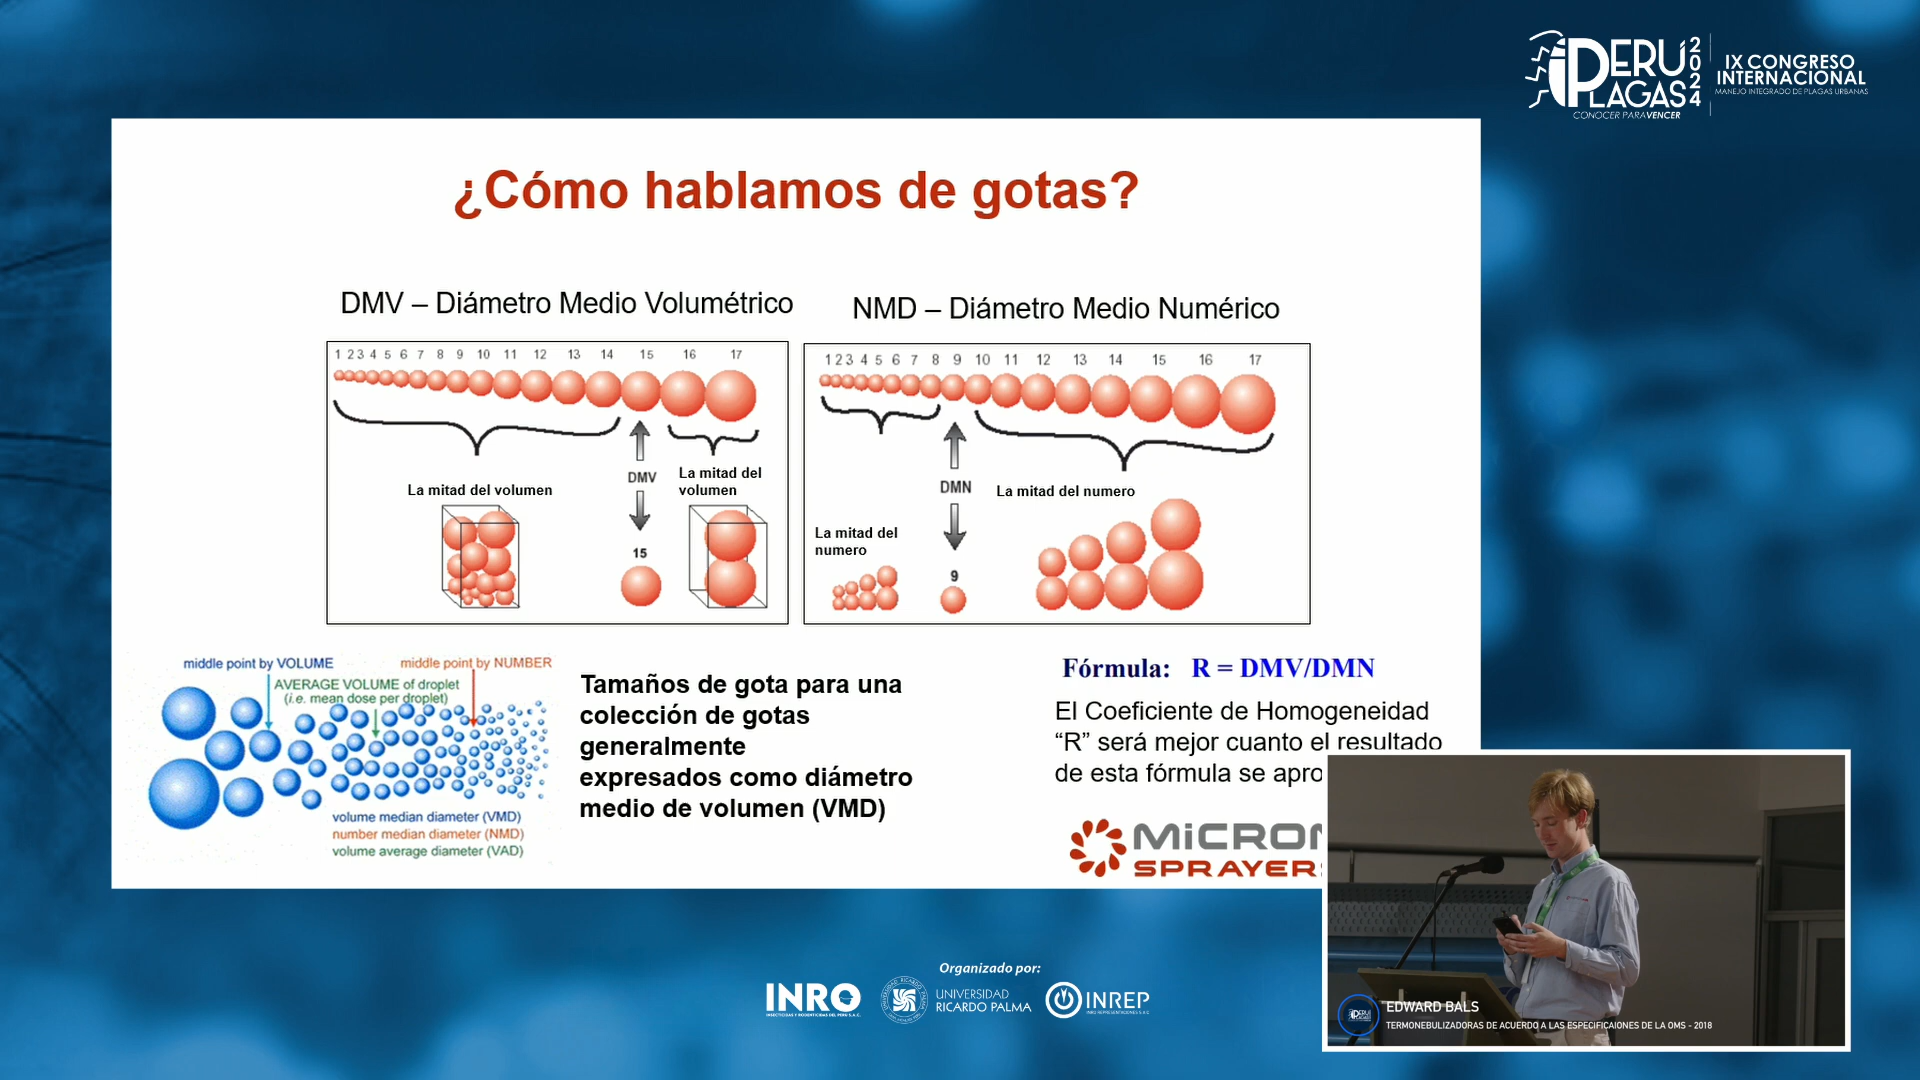 PERÚ
PLAGAS
2024
CONOCER PARA VENCER
IX CONGRESO
INTERNACIONAL
MANEJO INTEGRADO DE PLAGAS URBANAS
¿Cómo hablamos de gotas?
DMV – Diámetro Medio Volumétrico
1 2 3 4 5 6 7 8 9 10 11 12 13 14 15 16 17
La mitad del volumen
DMV
La mitad del
volumen
15
NMD – Diámetro Medio Numérico
1 2 3 4 5 6 7 8 9 10 11 12 13 14 15 16 17
DMN
La mitad del numero
La mitad del
numero
9
middle point by VOLUME
middle point by NUMBER
AVERAGE VOLUME of droplet
(i.e. mean dose per droplet)
volume median diameter (VMD)
number median diameter (NMD)
volume average diameter (VAD)
Tamaños de gota para una
colección de gotas
generalmente
expresados como diámetro
medio de volumen (VMD)
Fórmula: R = DMV/DMN
El Coeficiente de Homogeneidad
“R” será mejor cuanto el resultado
de esta fórmula se apro
MiCRON
SPRAYER
EDWARD BALS
TERMONEBULIZADORAS DE ACUERDO A LAS ESPECIFICAIONES DE LA OMS - 2018
Organizado por:
INRO
INSECTICIDAS Y RODENTICIDAS DEL PERU S.A.C.
UNIVERSIDAD
RICARDO PALMA
INREP
INRO REPRESENTACIONES S.A.C